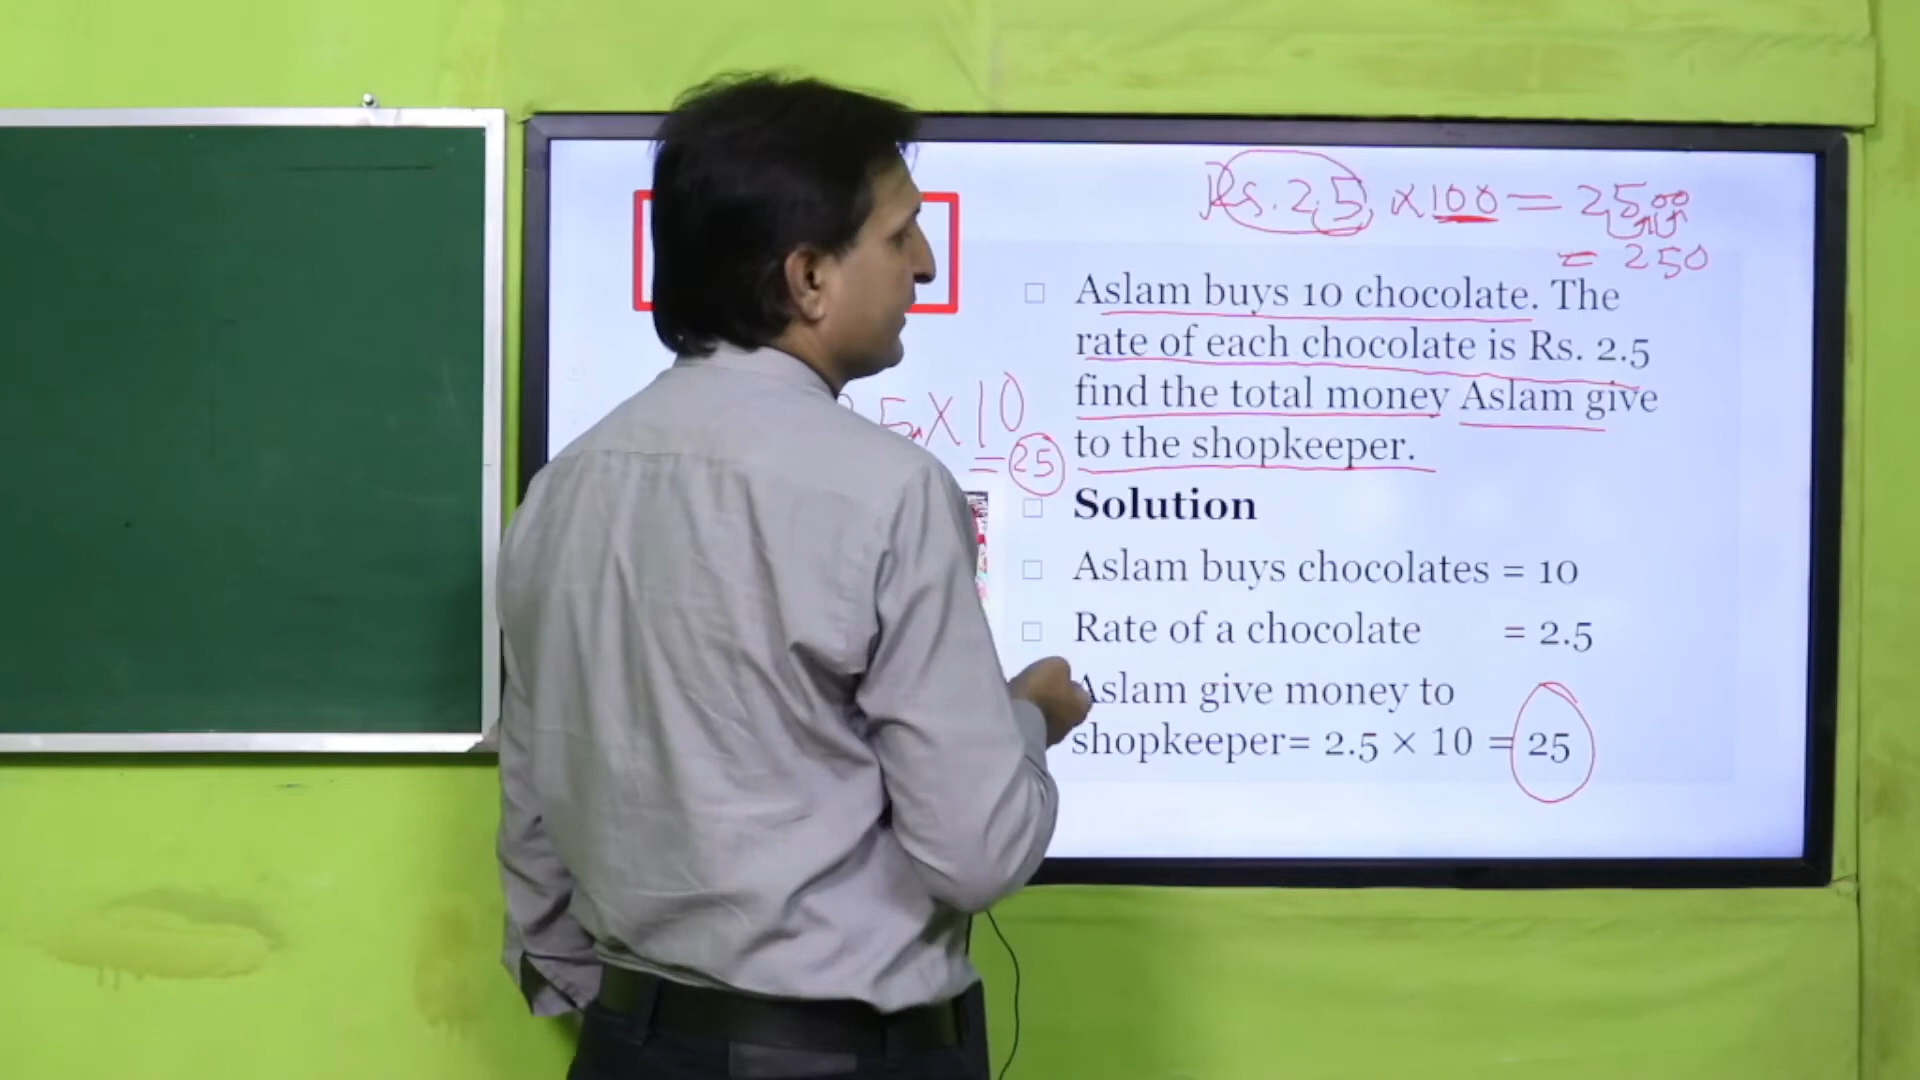 Rs. 2.5 × 100 = 2500
= 250
Aslam buys 10 chocolate. The
rate of each chocolate is Rs. 2.5
find the total money Aslam give
to the shopkeeper.
5 × 10
= 25
Solution
Aslam buys chocolates = 10
Rate of a chocolate = 2.5
Aslam give money to
shopkeeper= 2.5 × 10 = 25